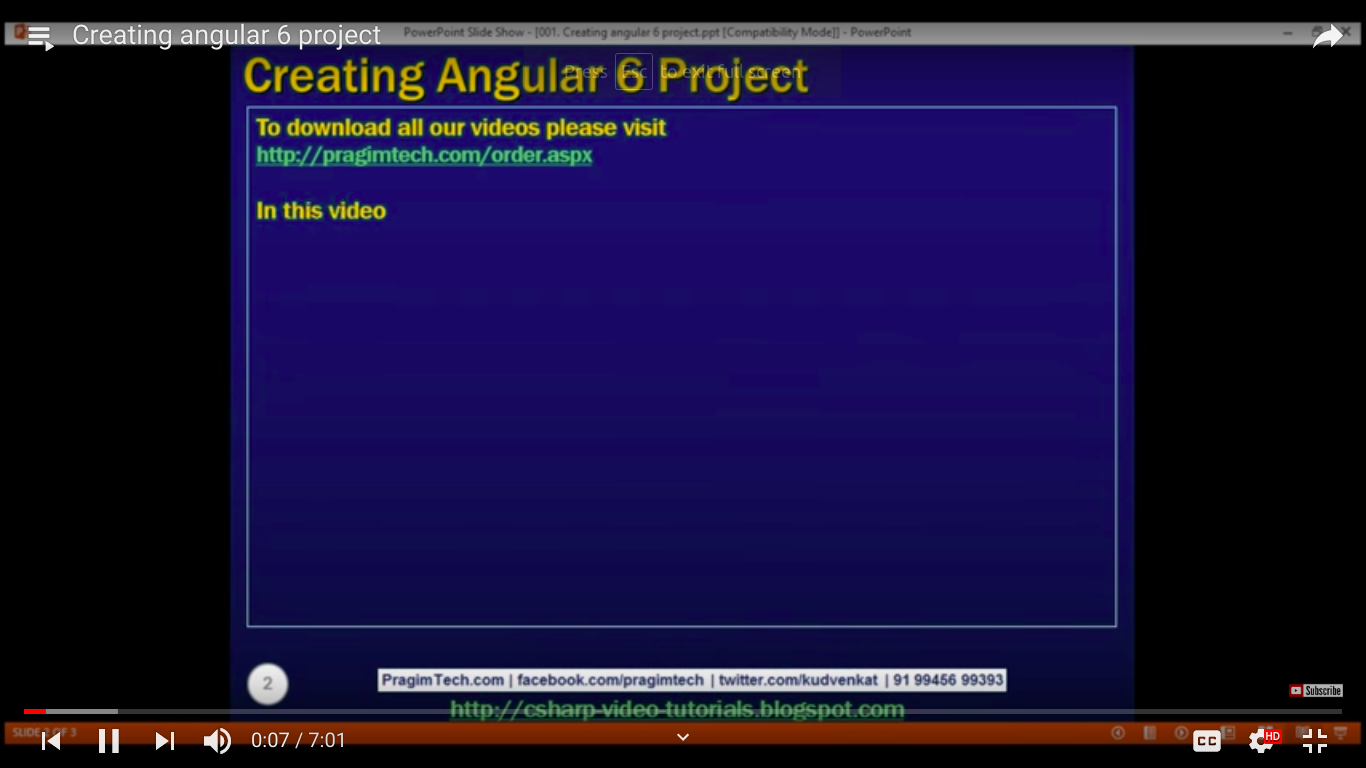 Creating angular 6 project
PowerPoint Slide Show - [001. Creating angular 6 project.ppt [Compatibility Mode]] - PowerPoint
Press Esc to exit full screen
Creating Angular 6 Project
To download all our videos please visit
http://pragimtech.com/order.aspx
In this video
2
PragimTech.com | facebook.com/pragimtech | twitter.com/kudvenkat | 91 99456 99393
Subscribe
http://csharp-video-tutorials.blogspot.com
SLIDE 2 OF 3
0:07 / 7:01
CC
HD